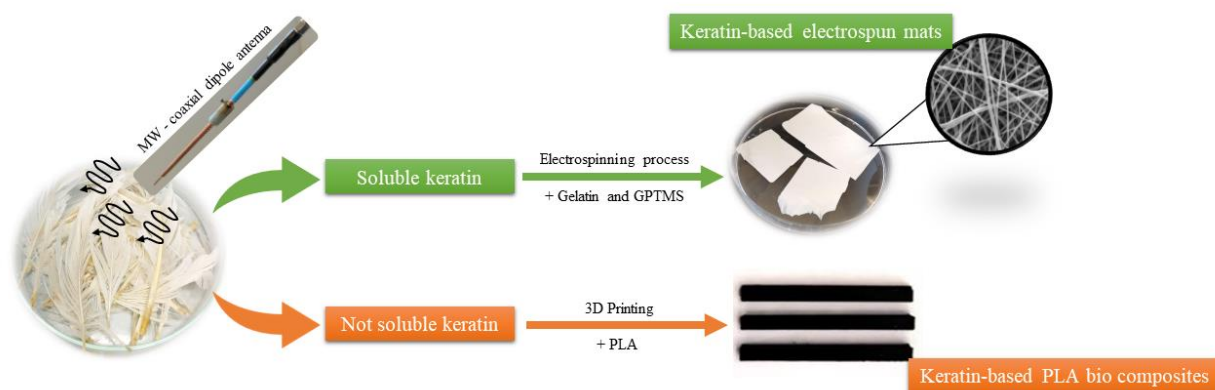 Keratin-based electrospun mats
MW - coaxial dipole antenna
Soluble keratin
Electrospinning process
+ Gelatin and GPTMS
Not soluble keratin
3D Printing
+ PLA
Keratin-based PLA bio composites